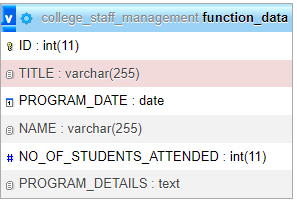 v college_staff_management function_data
ID : int(11)
TITLE : varchar(255)
PROGRAM_DATE : date
NAME : varchar(255)
# NO_OF_STUDENTS_ATTENDED : int(11)
PROGRAM_DETAILS : text